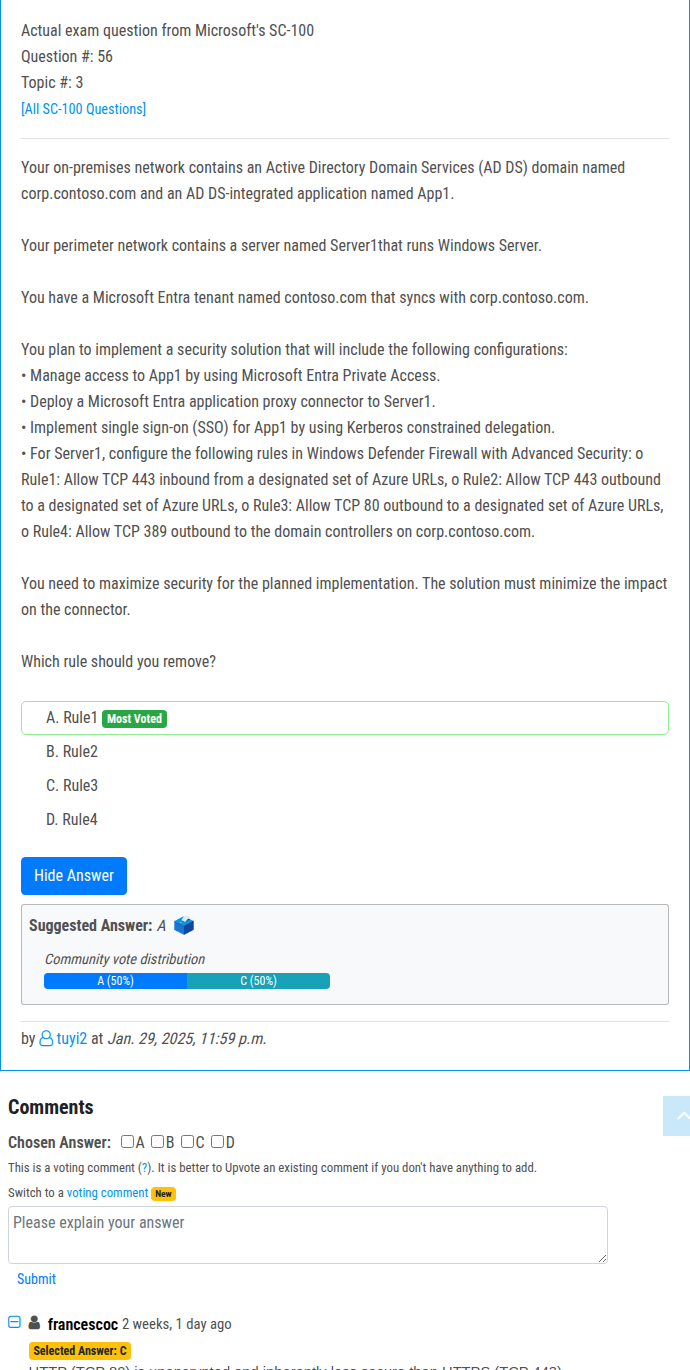 Actual exam question from Microsoft's SC-100
Question #: 56
Topic #: 3
[All SC-100 Questions]
Your on-premises network contains an Active Directory Domain Services (AD DS) domain named
corp.contoso.com and an AD DS-integrated application named App1.
Your perimeter network contains a server named Server1that runs Windows Server.
You have a Microsoft Entra tenant named contoso.com that syncs with corp.contoso.com.
You plan to implement a security solution that will include the following configurations:
• Manage access to App1 by using Microsoft Entra Private Access.
• Deploy a Microsoft Entra application proxy connector to Server1.
• Implement single sign-on (SSO) for App1 by using Kerberos constrained delegation.
• For Server1, configure the following rules in Windows Defender Firewall with Advanced Security: o
Rule1: Allow TCP 443 inbound from a designated set of Azure URLs, o Rule2: Allow TCP 443 outbound
to a designated set of Azure URLs, o Rule3: Allow TCP 80 outbound to a designated set of Azure URLs,
o Rule4: Allow TCP 389 outbound to the domain controllers on corp.contoso.com.
You need to maximize security for the planned implementation. The solution must minimize the impact
on the connector.
Which rule should you remove?
A. Rule1 Most Voted
B. Rule2
C. Rule3
D. Rule4
Hide Answer
Suggested Answer: A
Community vote distribution
A (50%) C (50%)
by tuyi2 at Jan. 29, 2025, 11:59 p.m.
Comments
Chosen Answer: A B C D
This is a voting comment (?). It is better to Upvote an existing comment if you don't have anything to add.
Switch to a voting comment New
Please explain your answer
Submit
francescoc 2 weeks, 1 day ago
Selected Answer: C
HTTP (TCP 80) is unencrypted and inherently less secure than HTTPS (TCP 443)